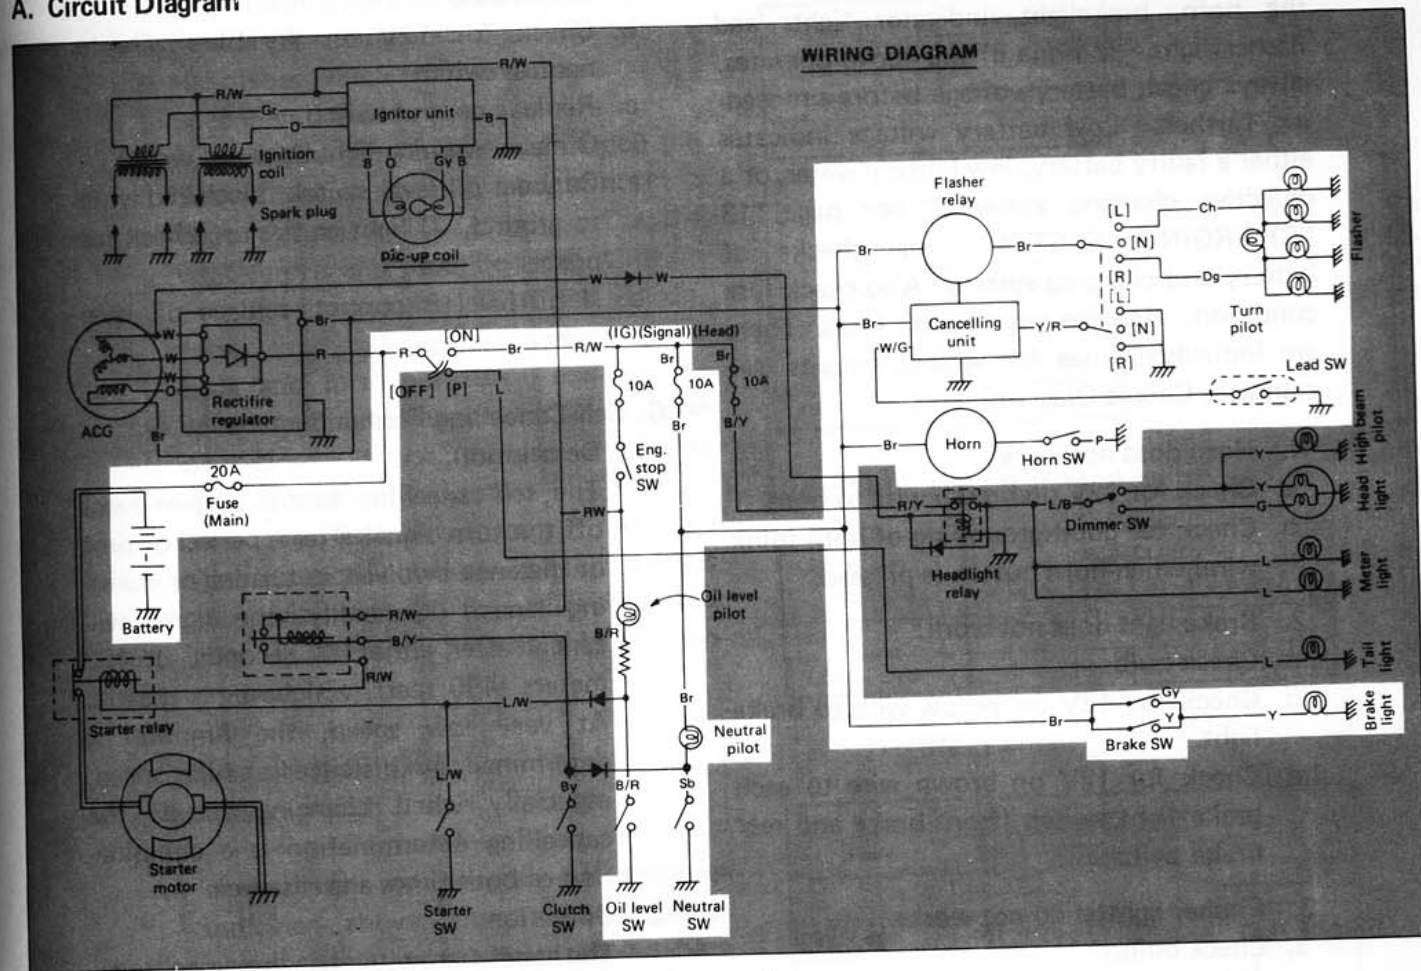 A. Circuit Diagram
WIRING DIAGRAM
R/W
R/W
Gr
O
Ignitor unit
B
B O Gy B
Ignition
coil
Spark plug
pic-up coil
W W
Flasher
relay
Br
Br
[L]
[N]
[R]
Ch
Dg
Flasher
Turn
pilot
Br
Cancelling
unit
Y/R
[L]
[N]
[R]
W/G
Lead SW
W
W
W
O
Br
R
Rectifire
regulator
ACG
Br
R
[ON]
[OFF] [P]
Br
L
R/W
(IG) (Signal) (Head)
Br
Br
10A
10A
10A
Br
B/Y
Br
Horn
Horn SW
P
High beam
pilot
20A
Fuse
(Main)
Eng.
stop
SW
RW
R/Y
L/B
Dimmer SW
Y
Y
G
Head
light
Headlight
relay
L
L
Meter
light
Battery
R/W
B/Y
R/W
Oil level
pilot
B/R
L
Tail
light
Starter relay
L/W
Br
Neutral
pilot
Br
Gy
Y
Brake SW
Y
Brake
light
L/W
By
B/R
Sb
Starter
motor
Starter
SW
Clutch
SW
Oil level
SW
Neutral
SW